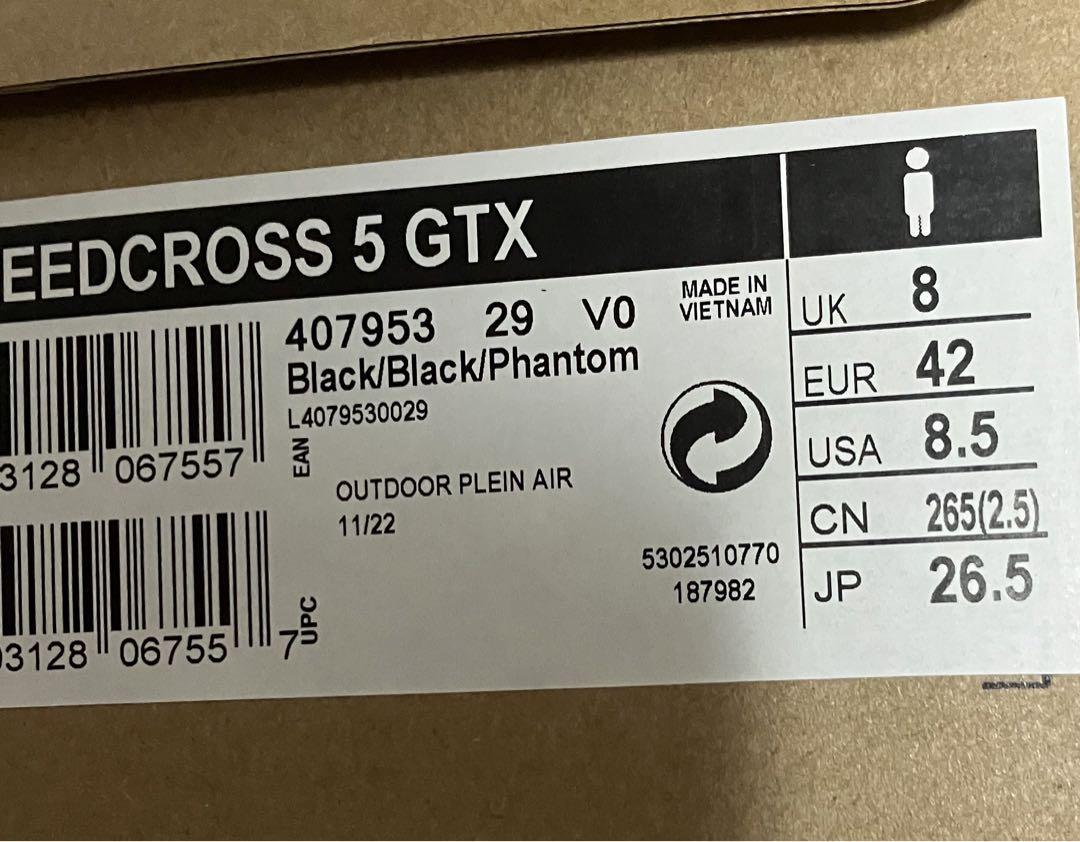 EEDCROSS 5 GTX
407953 29 V0
MADE IN
VIETNAM
Black/Black/Phantom
L4079530029
3128 067557
EAN
OUTDOOR PLEIN AIR
11/22
5302510770
187982
03128 06755 7
UPC
UK 8
EUR 42
USA 8.5
CN 265(2.5)
JP 26.5